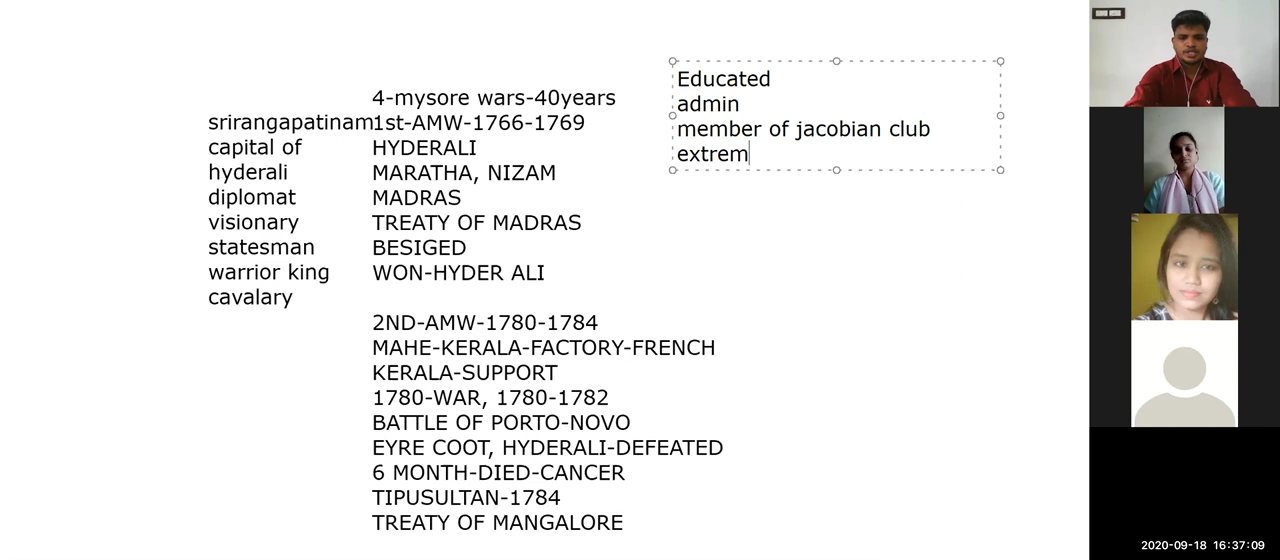 4-mysore wars-40years
srirangapatinam
capital of
hyderali
diplomat
visionary
statesman
warrior king
cavalary
1st-AMW-1766-1769
HYDERALI
MARATHA, NIZAM
MADRAS
TREATY OF MADRAS
BESIGED
WON-HYDER ALI
2ND-AMW-1780-1784
MAHE-KERALA-FACTORY-FRENCH
KERALA-SUPPORT
1780-WAR, 1780-1782
BATTLE OF PORTO-NOVO
EYRE COOT, HYDERALI-DEFEATED
6 MONTH-DIED-CANCER
TIPUSULTAN-1784
TREATY OF MANGALORE
Educated
admin
member of jacobian club
extrem
2020-09-18 16:37:09